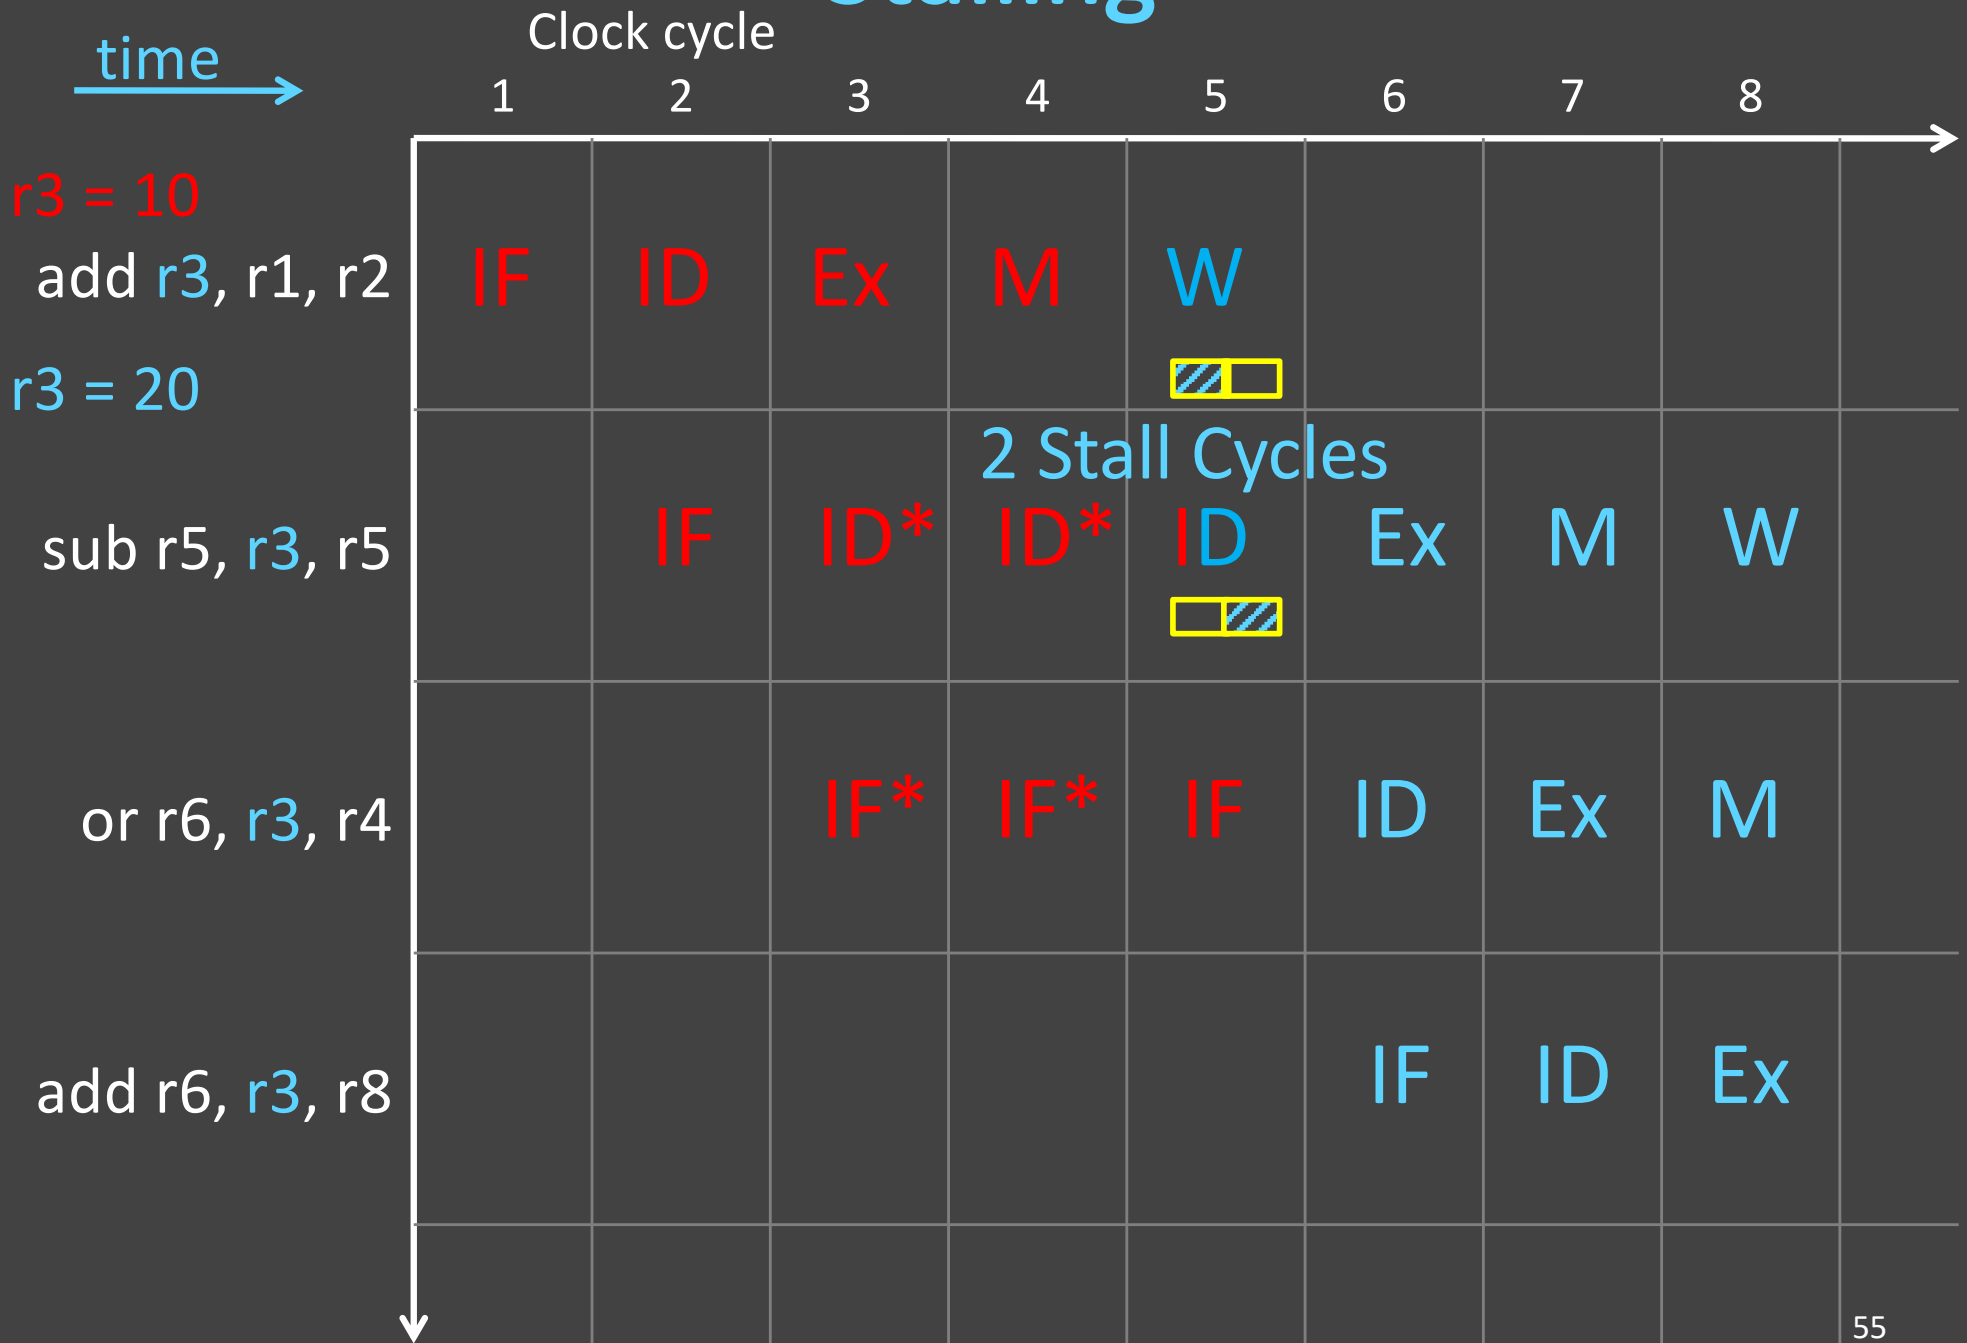 Stalling
Clock cycle
time
1 2 3 4 5 6 7 8
r3 = 10
add r3, r1, r2 IF ID Ex M W
r3 = 20
2 Stall Cycles
sub r5, r3, r5 IF ID* ID* ID Ex M W
or r6, r3, r4 IF* IF* IF ID Ex M
add r6, r3, r8 IF ID Ex
55